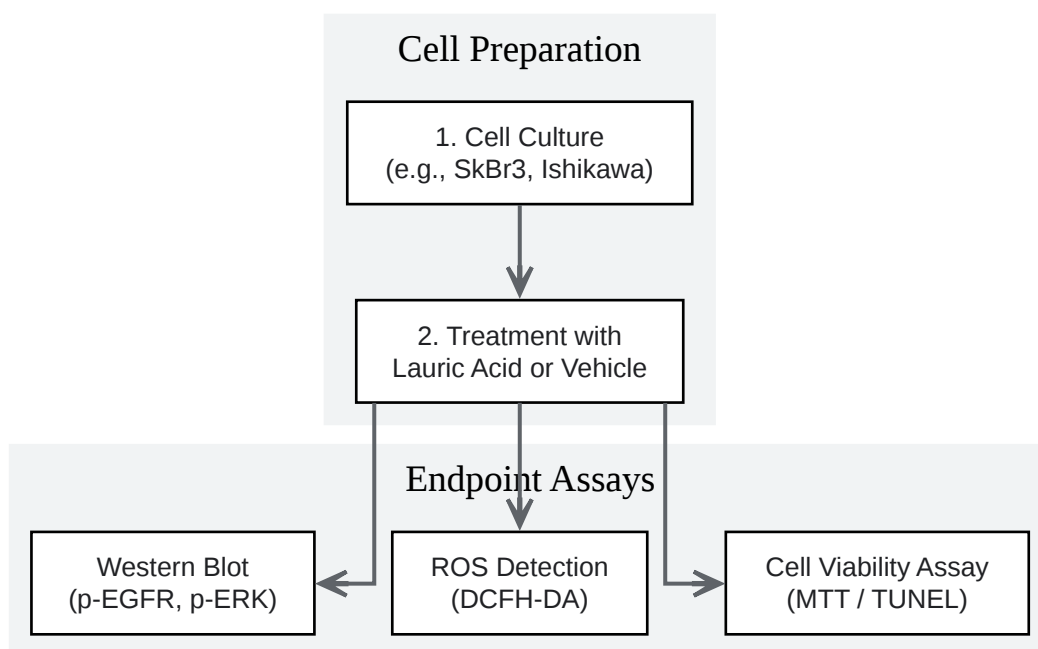 Cell Preparation
1. Cell Culture
(e.g., SkBr3, Ishikawa)
2. Treatment with
Lauric Acid or Vehicle
Endpoint Assays
Western Blot
(p-EGFR, p-ERK)
ROS Detection
(DCFH-DA)
Cell Viability Assay
(MTT / TUNEL)